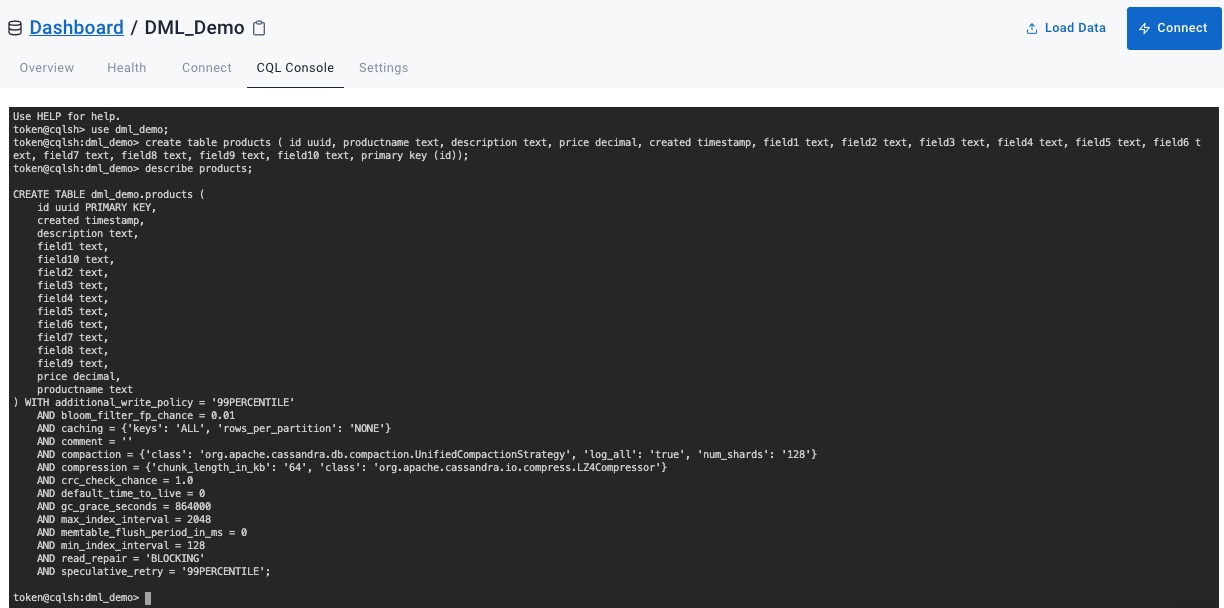 Dashboard / DML_Demo
Load Data
Connect
Overview Health Connect CQL Console Settings
Use HELP for help.
token@cqlsh> use dml_demo;
token@cqlsh:dml_demo> create table products ( id uuid, productname text, description text, price decimal, created timestamp, field1 text, field2 text, field3 text, field4 text, field5 text, field6 t
ext, field7 text, field8 text, field9 text, field10 text, primary key (id));
token@cqlsh:dml_demo> describe products;

CREATE TABLE dml_demo.products (
    id uuid PRIMARY KEY,
    created timestamp,
    description text,
    field1 text,
    field10 text,
    field2 text,
    field3 text,
    field4 text,
    field5 text,
    field6 text,
    field7 text,
    field8 text,
    field9 text,
    price decimal,
    productname text
) WITH additional_write_policy = '99PERCENTILE'
    AND bloom_filter_fp_chance = 0.01
    AND caching = {'keys': 'ALL', 'rows_per_partition': 'NONE'}
    AND comment = ''
    AND compaction = {'class': 'org.apache.cassandra.db.compaction.UnifiedCompactionStrategy', 'log_all': 'true', 'num_shards': '128'}
    AND compression = {'chunk_length_in_kb': '64', 'class': 'org.apache.cassandra.io.compress.LZ4Compressor'}
    AND crc_check_chance = 1.0
    AND default_time_to_live = 0
    AND gc_grace_seconds = 864000
    AND max_index_interval = 2048
    AND memtable_flush_period_in_ms = 0
    AND min_index_interval = 128
    AND read_repair = 'BLOCKING'
    AND speculative_retry = '99PERCENTILE';

token@cqlsh:dml_demo>